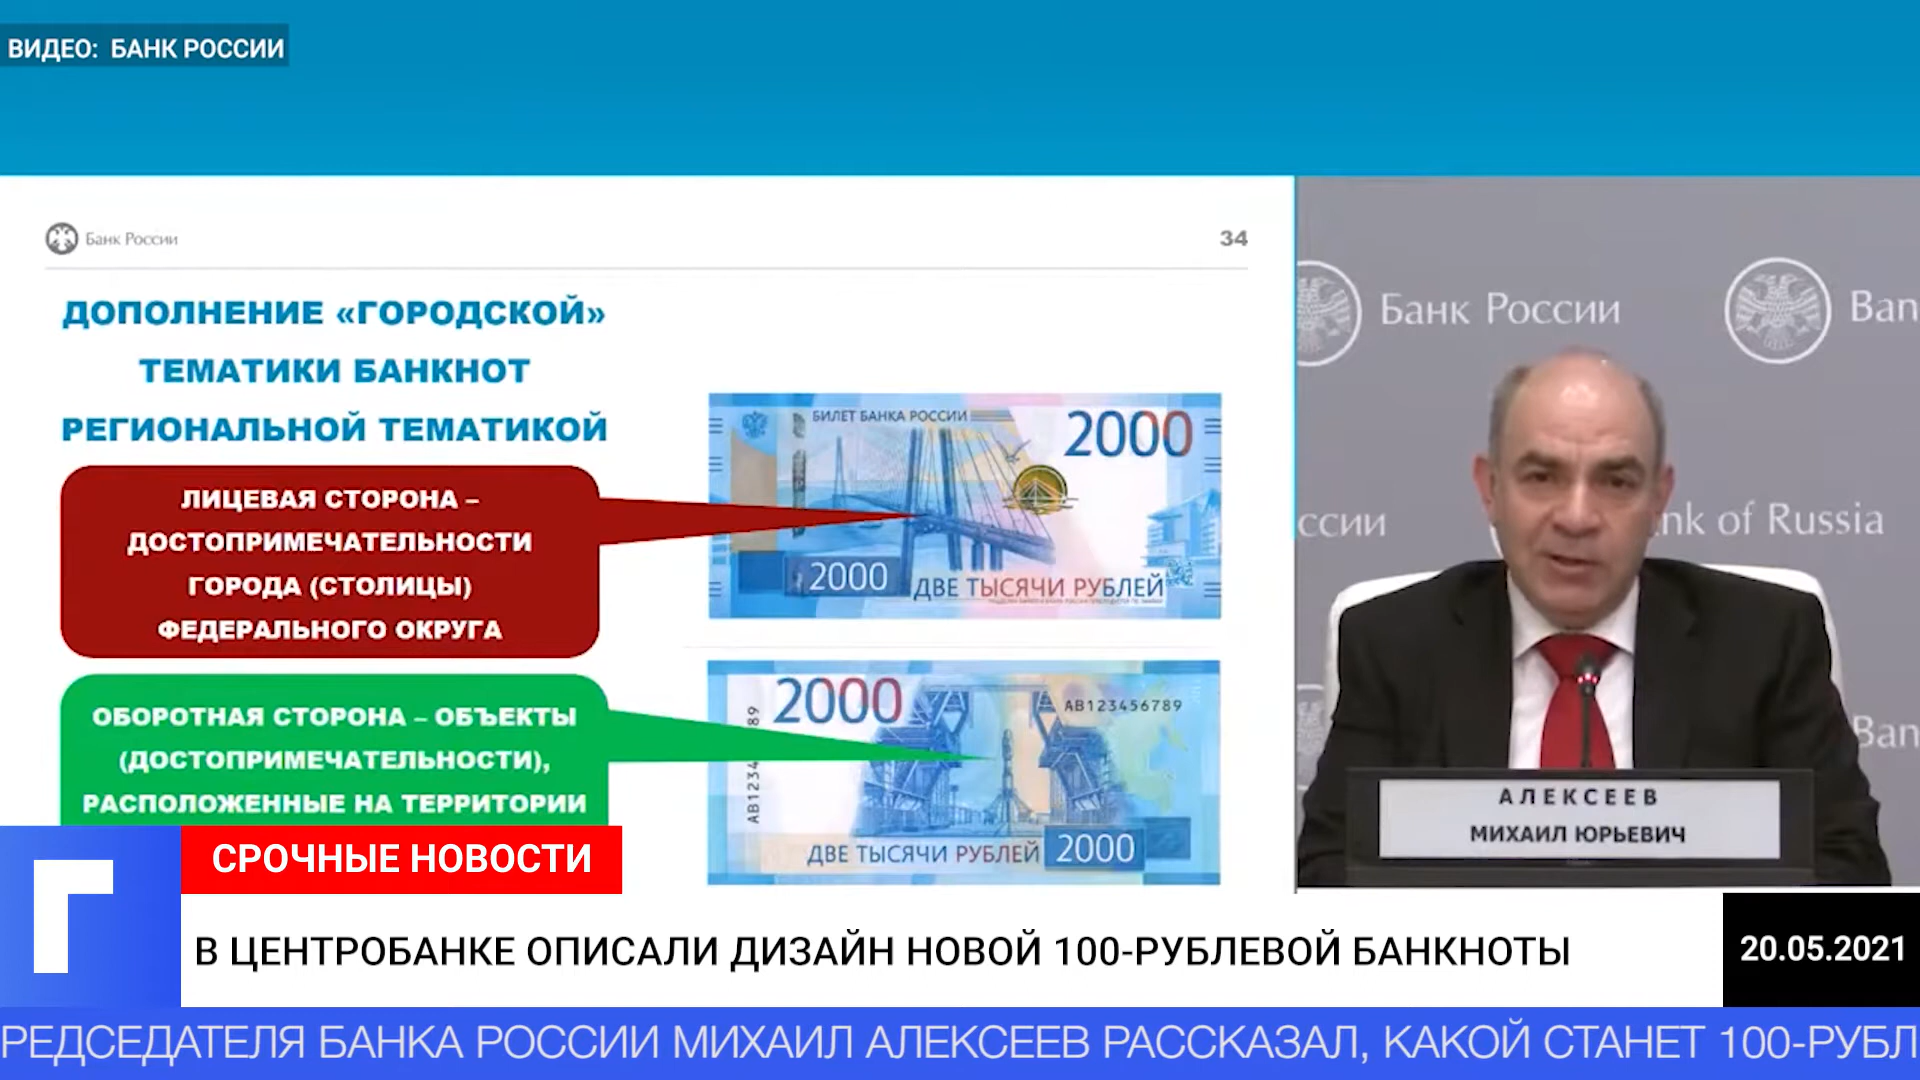 ВИДЕО: БАНК РОССИИ
Банк России
34
ДОПОЛНЕНИЕ «ГОРОДСКОЙ»
ТЕМАТИКИ БАНКНОТ
РЕГИОНАЛЬНОЙ ТЕМАТИКОЙ
ЛИЦЕВАЯ СТОРОНА –
ДОСТОПРИМЕЧАТЕЛЬНОСТИ
ГОРОДА (СТОЛИЦЫ)
ФЕДЕРАЛЬНОГО ОКРУГА
ОБОРОТНАЯ СТОРОНА – ОБЪЕКТЫ
(ДОСТОПРИМЕЧАТЕЛЬНОСТИ),
РАСПОЛОЖЕННЫЕ НА ТЕРРИТОРИИ
БИЛЕТ БАНКА РОССИИ
2000
2000
ДВЕ ТЫСЯЧИ РУБЛЕЙ
2000
АВ123456789
ДВЕ ТЫСЯЧИ РУБЛЕЙ
2000
Банк России
Ban
ссии
nk of Russia
Ban
АЛЕКСЕЕВ
МИХАИЛ ЮРЬЕВИЧ
Г
СРОЧНЫЕ НОВОСТИ
В ЦЕНТРОБАНКЕ ОПИСАЛИ ДИЗАЙН НОВОЙ 100-РУБЛЕВОЙ БАНКНОТЫ
20.05.2021
РЕДСЕДАТЕЛЯ БАНКА РОССИИ МИХАИЛ АЛЕКСЕЕВ РАССКАЗАЛ, КАКОЙ СТАНЕТ 100-РУБЛ